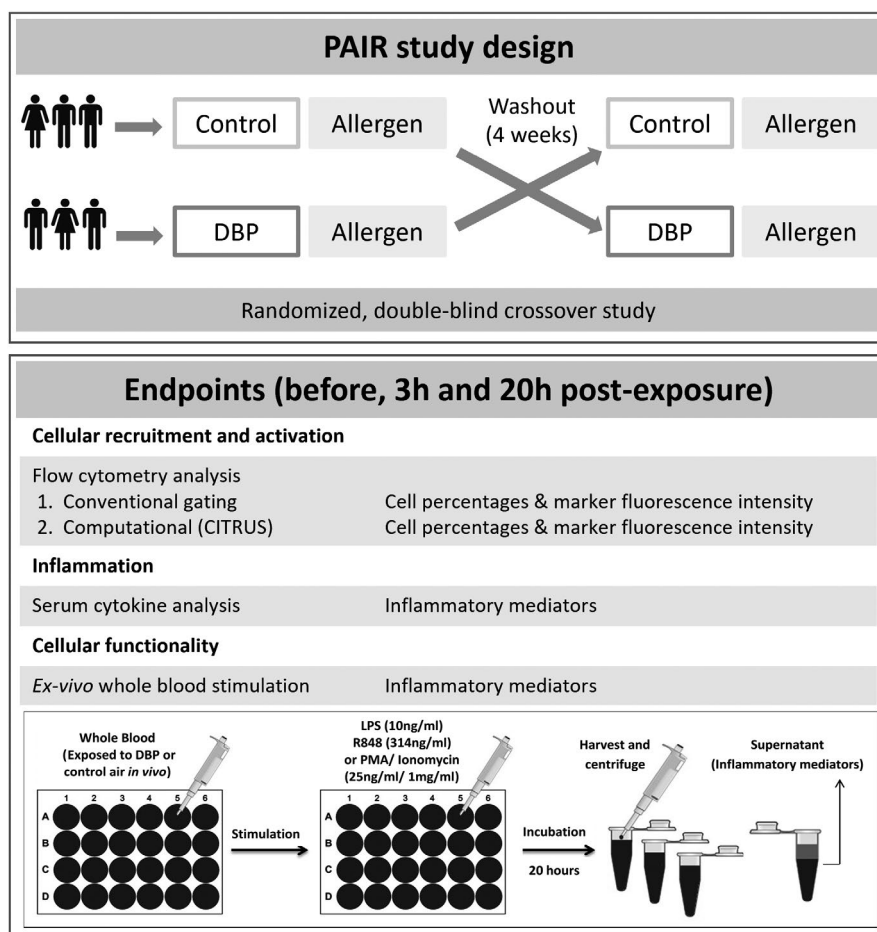 PAIR study design
Control
Allergen
Washout
(4 weeks)
Control
Allergen
DBP
Allergen
DBP
Allergen
Randomized, double-blind crossover study
Endpoints (before, 3h and 20h post-exposure)
Cellular recruitment and activation
Flow cytometry analysis
1. Conventional gating Cell percentages & marker fluorescence intensity
2. Computational (CITRUS) Cell percentages & marker fluorescence intensity
Inflammation
Serum cytokine analysis Inflammatory mediators
Cellular functionality
Ex-vivo whole blood stimulation Inflammatory mediators
Whole Blood
(Exposed to DBP or
control air in vivo)
1 2 3 4 5 6
A
B
C
D
Stimulation
LPS (10ng/ml)
R848 (314ng/ml)
or PMA/ Ionomycin
(25ng/ml/ 1mg/ml)
1 2 3 4 5 6
A
B
C
D
Incubation
20 hours
Harvest and
centrifuge
Supernatant
(Inflammatory mediators)